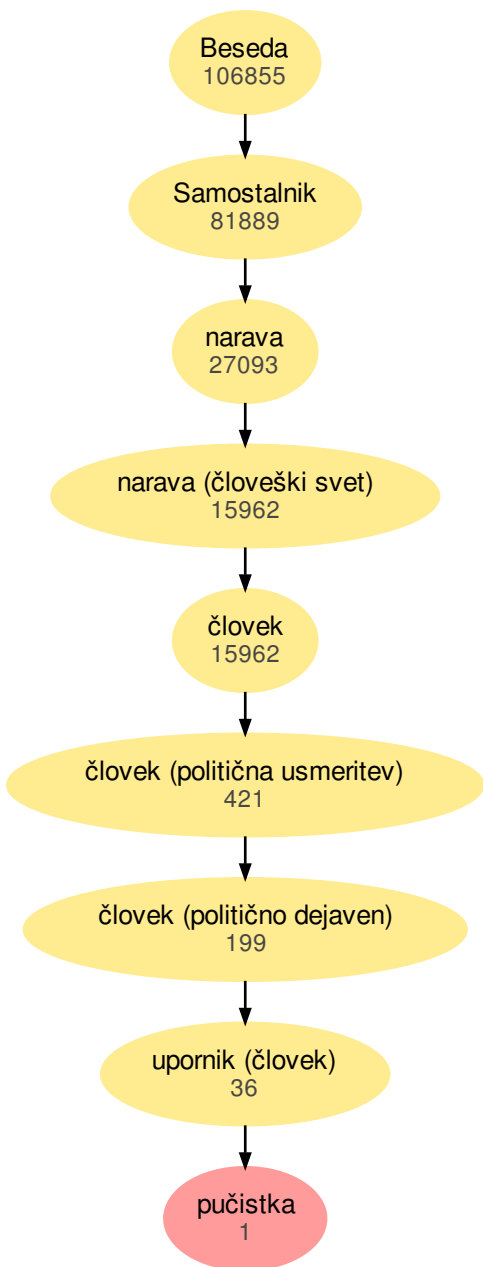 Beseda
106855
Samostalnik
81889
narava
27093
narava (človeški svet)
15962
človek
15962
človek (politična usmeritev)
421
človek (politično dejaven)
199
upornik (človek)
36
pučistka
1